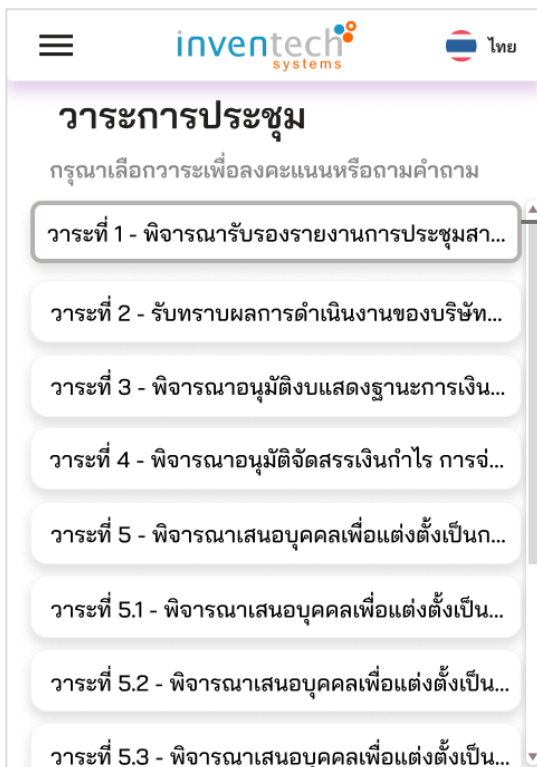 inventech
systems
ไทย
วาระการประชุม
กรุณาเลือกวาระเพื่อลงคะแนนหรือถามคำถาม
วาระที่ 1 - พิจารณารับรองรายงานการประชุมสา...
วาระที่ 2 - รับทราบผลการดำเนินงานของบริษัท...
วาระที่ 3 - พิจารณาอนุมัติงบแสดงฐานะการเงิน...
วาระที่ 4 - พิจารณาอนุมัติจัดสรรเงินกำไร การจ่...
วาระที่ 5 - พิจารณาเสนอบุคคลเพื่อแต่งตั้งเป็นก...
วาระที่ 5.1 - พิจารณาเสนอบุคคลเพื่อแต่งตั้งเป็น...
วาระที่ 5.2 - พิจารณาเสนอบุคคลเพื่อแต่งตั้งเป็น...
วาระที่ 5.3 - พิจารณาเสนอบุคคลเพื่อแต่งตั้งเป็น...